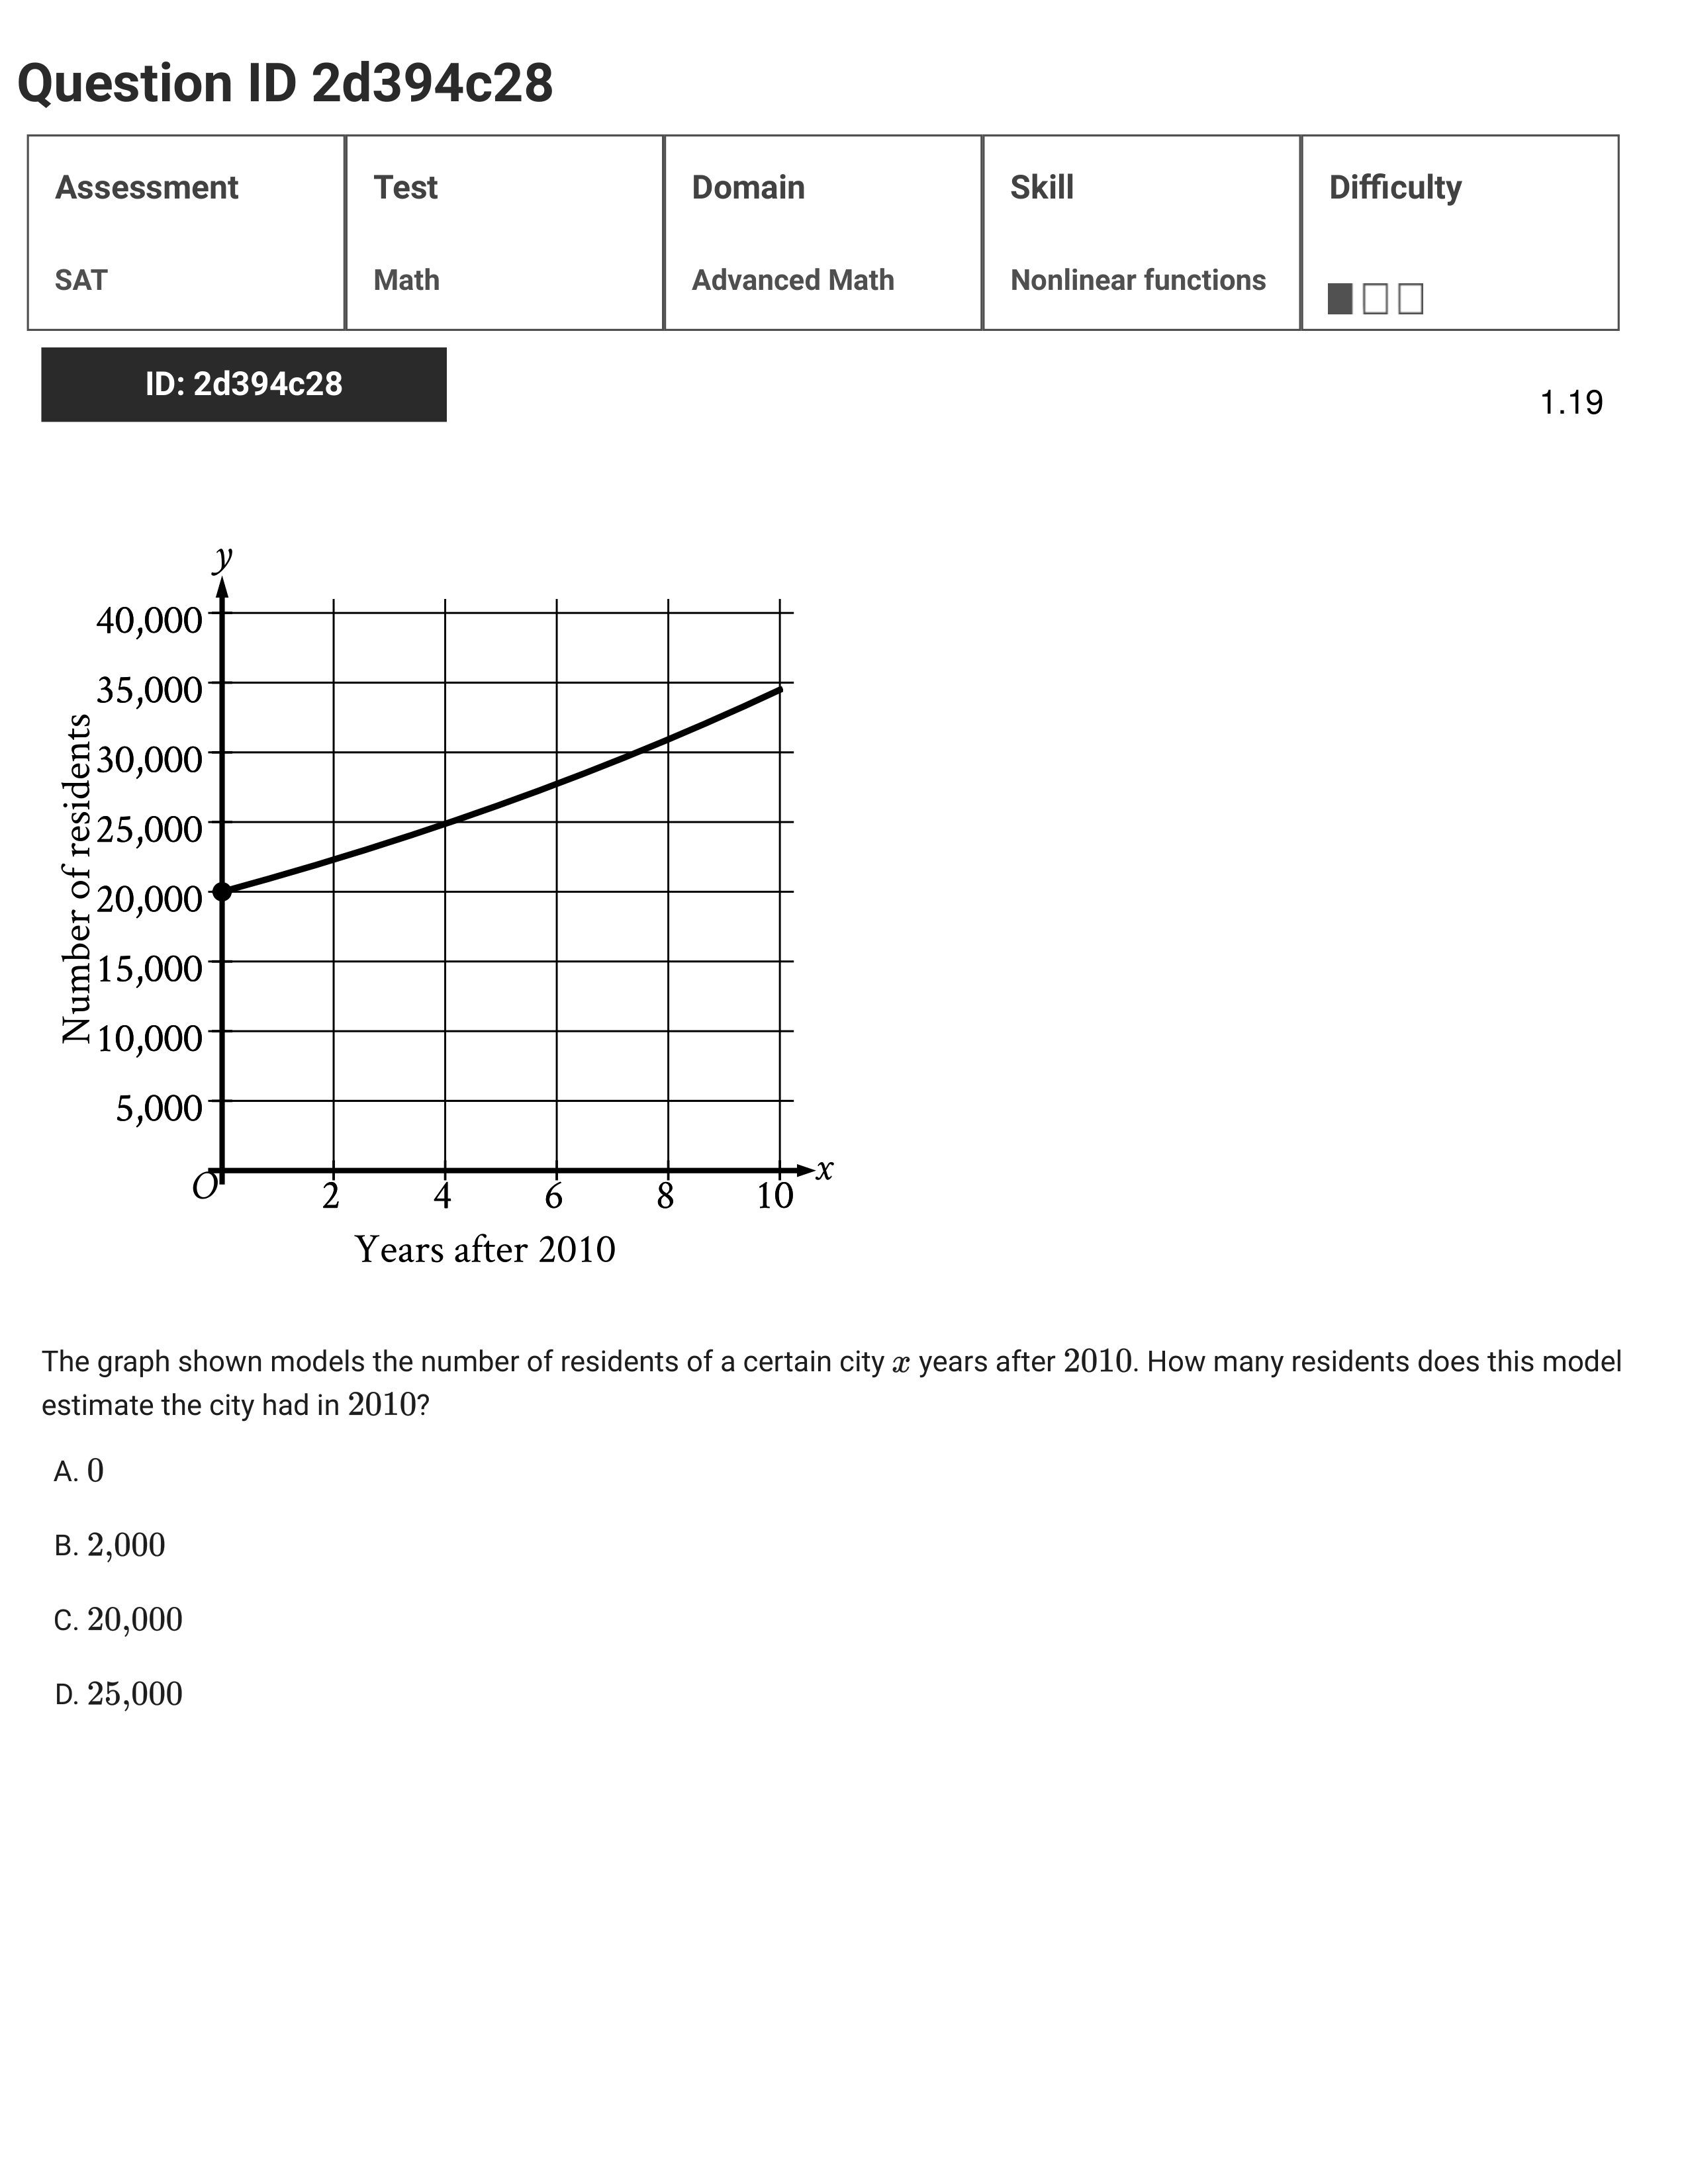 Question ID 2d394c28
Assessment Test Domain Skill Difficulty
SAT Math Advanced Math Nonlinear functions
ID: 2d394c28
1.19
y
40,000
35,000
30,000
25,000
20,000
15,000
10,000
5,000
Number of residents
O 2 4 6 8 10 x
Years after 2010
The graph shown models the number of residents of a certain city x years after 2010. How many residents does this model
estimate the city had in 2010?
A. 0
B. 2,000
C. 20,000
D. 25,000